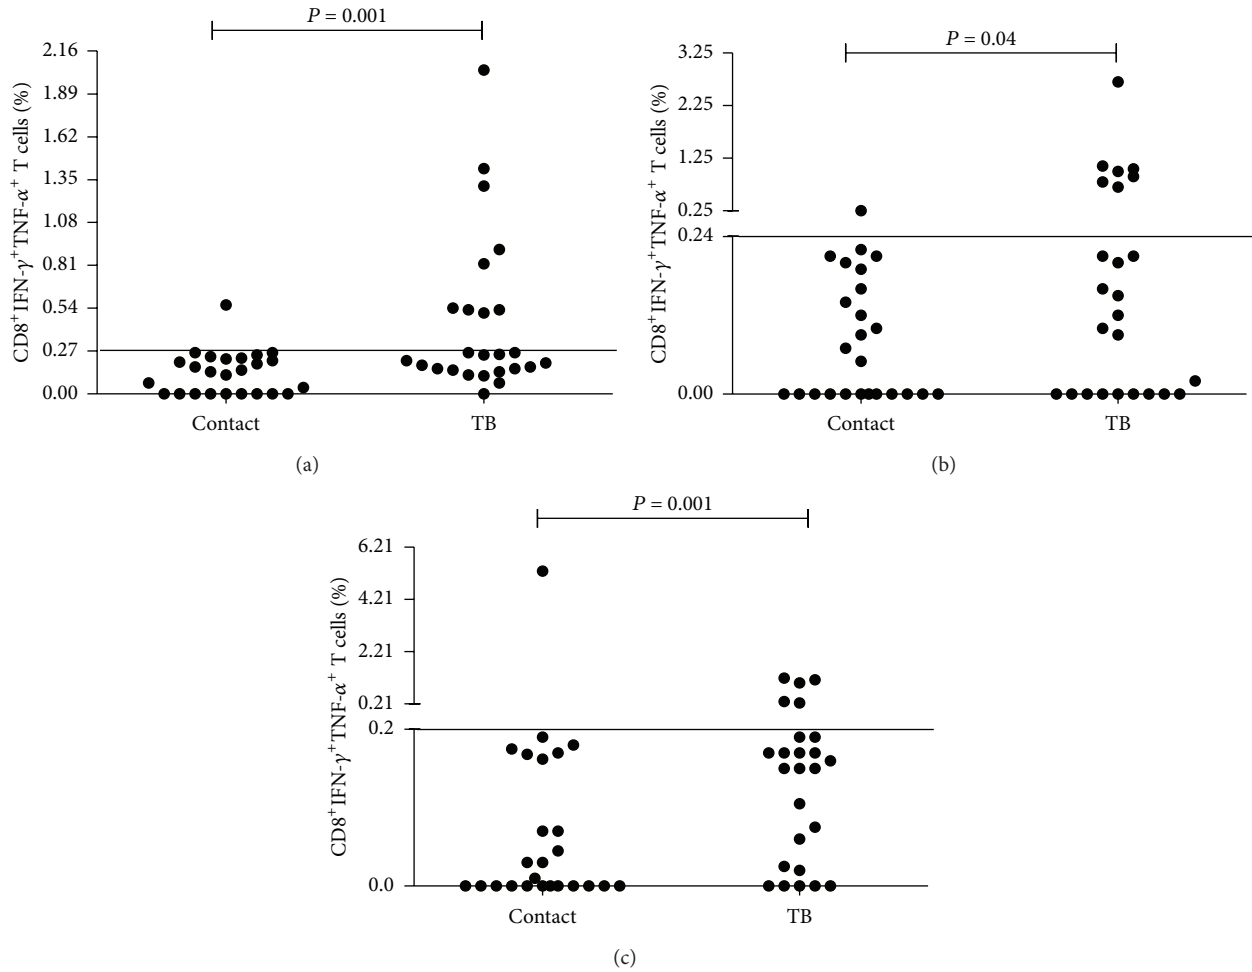 P = 0.001
CD8+IFN-γ+TNF-α+ T cells (%)
2.16
1.89
1.62
1.35
1.08
0.81
0.54
0.27
0.00
Contact TB
(a)
P = 0.04
CD8+IFN-γ+TNF-α+ T cells (%)
3.25
2.25
1.25
0.25
0.24
0.00
Contact TB
(b)
P = 0.001
CD8+IFN-γ+TNF-α+ T cells (%)
6.21
4.21
2.21
0.21
0.2
0.0
Contact TB
(c)